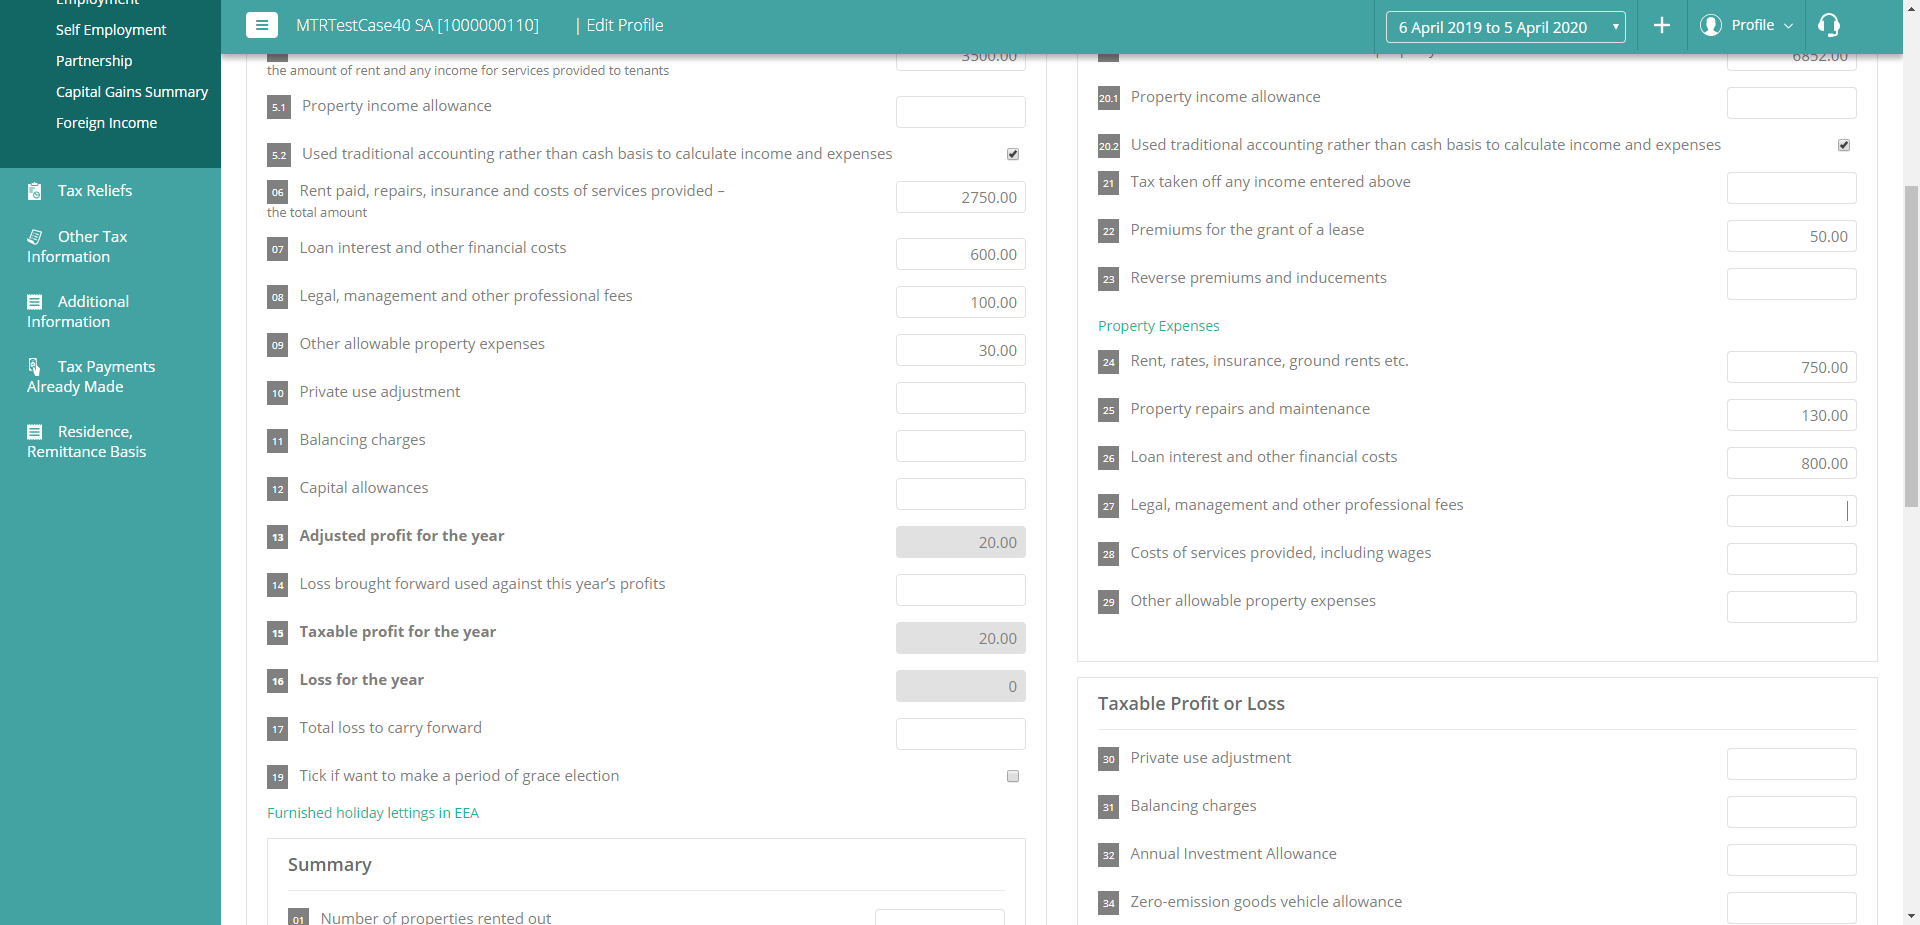 Employment
Self Employment
Partnership
Capital Gains Summary
Foreign Income
Tax Reliefs
Other Tax
Information
Additional
Information
Tax Payments
Already Made
Residence,
Remittance Basis
MTRTestCase40 SA [1000000110] | Edit Profile
6 April 2019 to 5 April 2020
Profile
3500.00
the amount of rent and any income for services provided to tenants
5.1 Property income allowance
5.2 Used traditional accounting rather than cash basis to calculate income and expenses
06 Rent paid, repairs, insurance and costs of services provided – 2750.00
the total amount
07 Loan interest and other financial costs 600.00
08 Legal, management and other professional fees 100.00
09 Other allowable property expenses 30.00
10 Private use adjustment
11 Balancing charges
12 Capital allowances
13 Adjusted profit for the year 20.00
14 Loss brought forward used against this year's profits
15 Taxable profit for the year 20.00
16 Loss for the year 0
17 Total loss to carry forward
19 Tick if want to make a period of grace election
Furnished holiday lettings in EEA
Summary
01 Number of properties rented out
6852.00
20.1 Property income allowance
20.2 Used traditional accounting rather than cash basis to calculate income and expenses
21 Tax taken off any income entered above
22 Premiums for the grant of a lease 50.00
23 Reverse premiums and inducements
Property Expenses
24 Rent, rates, insurance, ground rents etc. 750.00
25 Property repairs and maintenance 130.00
26 Loan interest and other financial costs 800.00
27 Legal, management and other professional fees
28 Costs of services provided, including wages
29 Other allowable property expenses
Taxable Profit or Loss
30 Private use adjustment
31 Balancing charges
32 Annual Investment Allowance
34 Zero-emission goods vehicle allowance